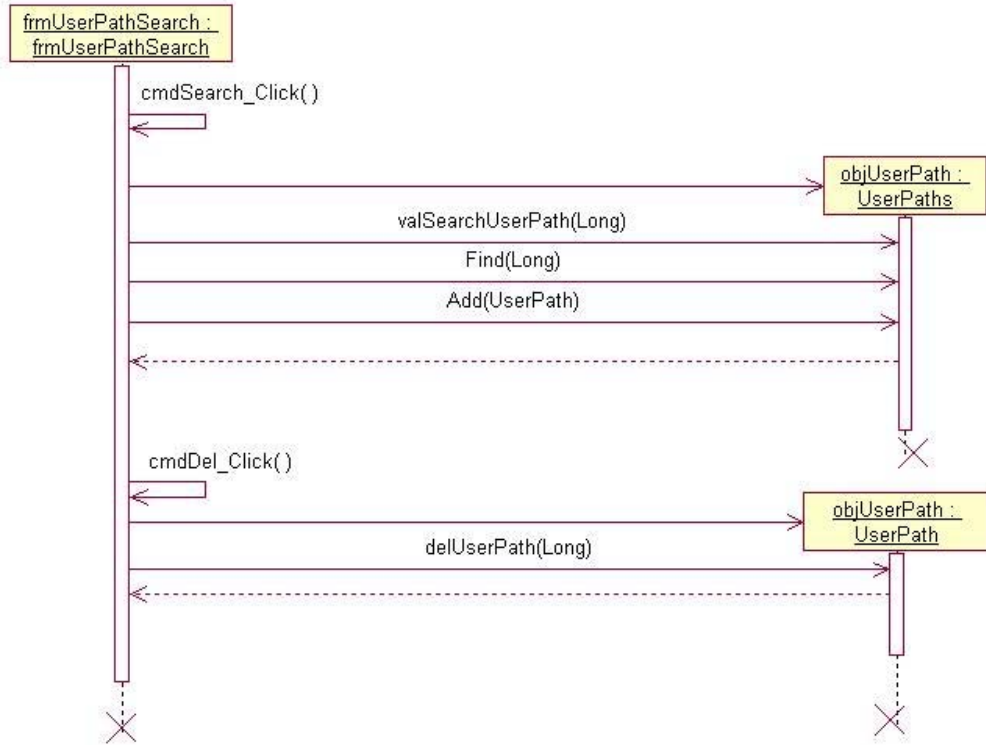 frmUserPathSearch :
frmUserPathSearch
cmdSearch_Click( )
objUserPath :
UserPaths
valSearchUserPath(Long)
Find(Long)
Add(UserPath)
cmdDel_Click( )
objUserPath :
UserPath
delUserPath(Long)